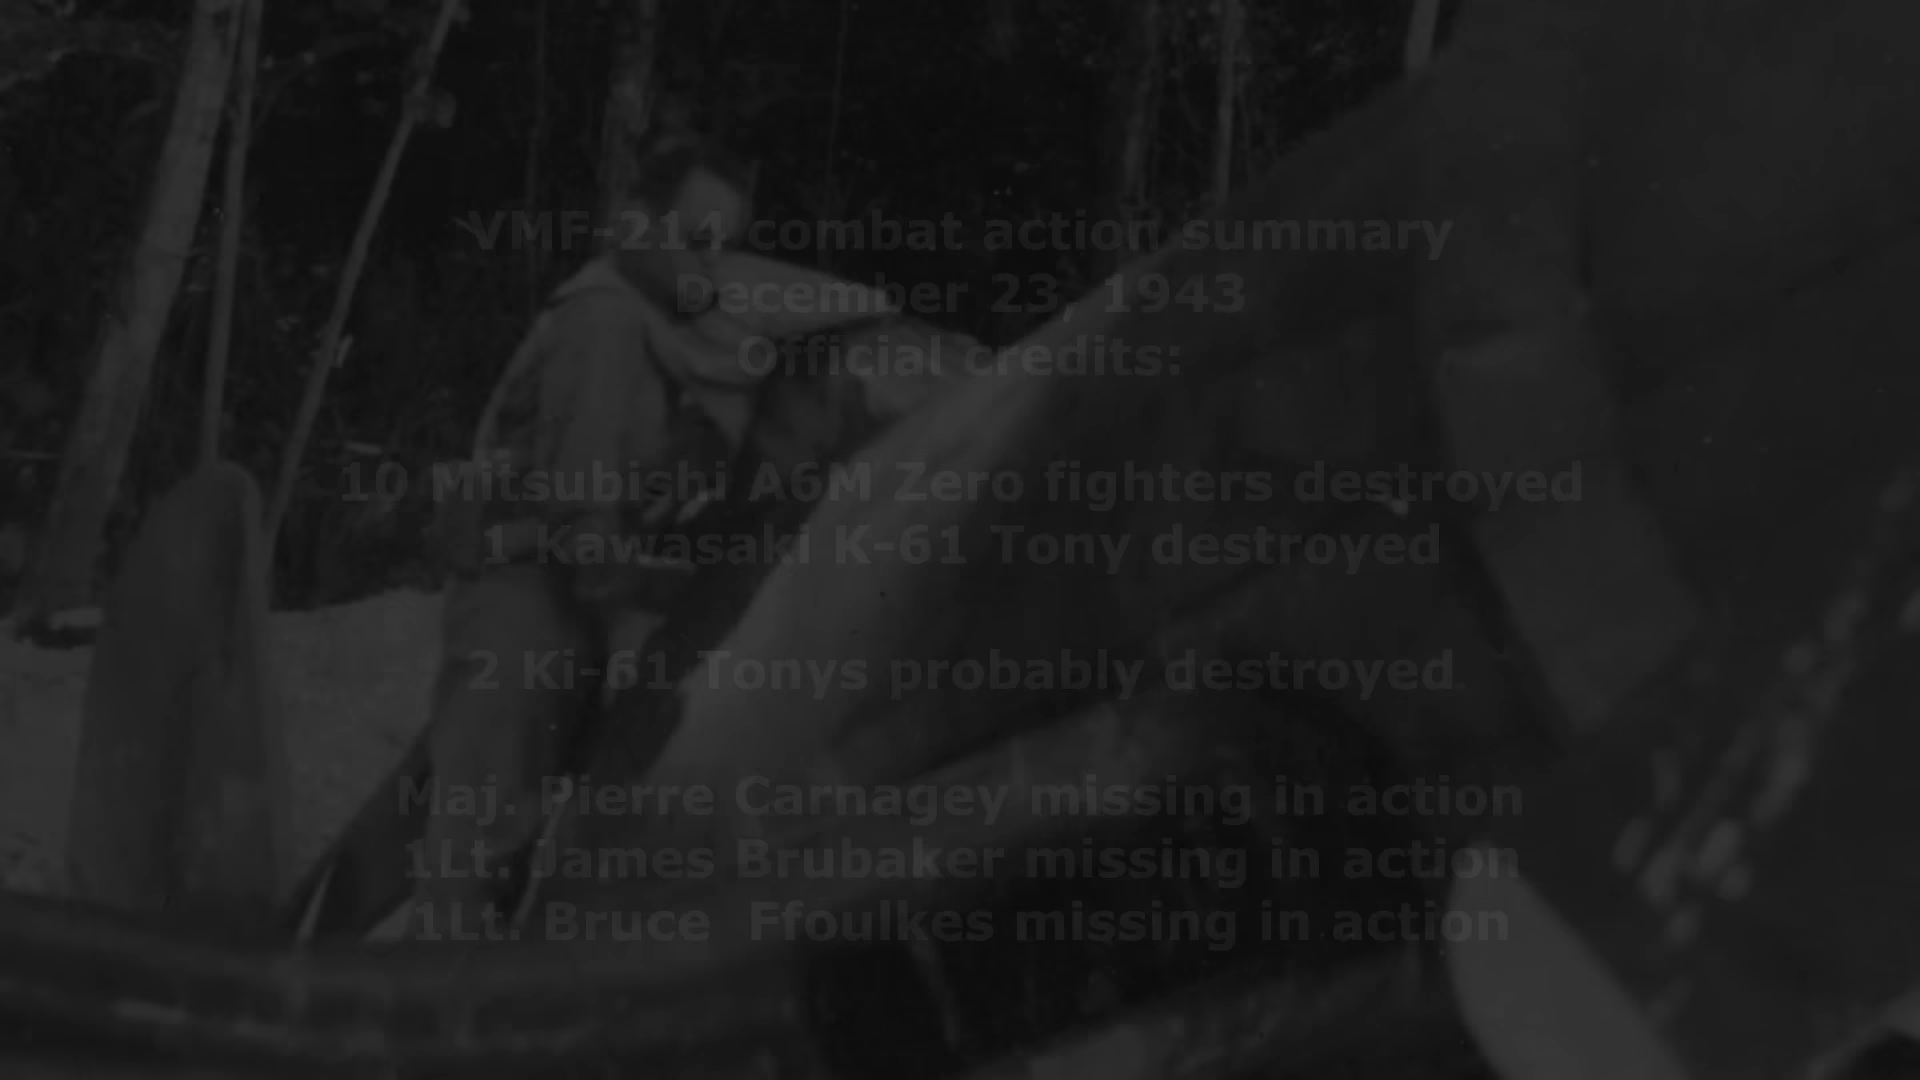 VMF-214 combat action summary
December 23, 1943
Official credits:
10 Mitsubishi A6M Zero fighters destroyed
1 Kawasaki K-61 Tony destroyed
2 Ki-61 Tonys probably destroyed
Maj. Pierre Carnagey missing in action
1Lt. James Brubaker missing in action
1Lt. Bruce  Ffoulkes missing in action